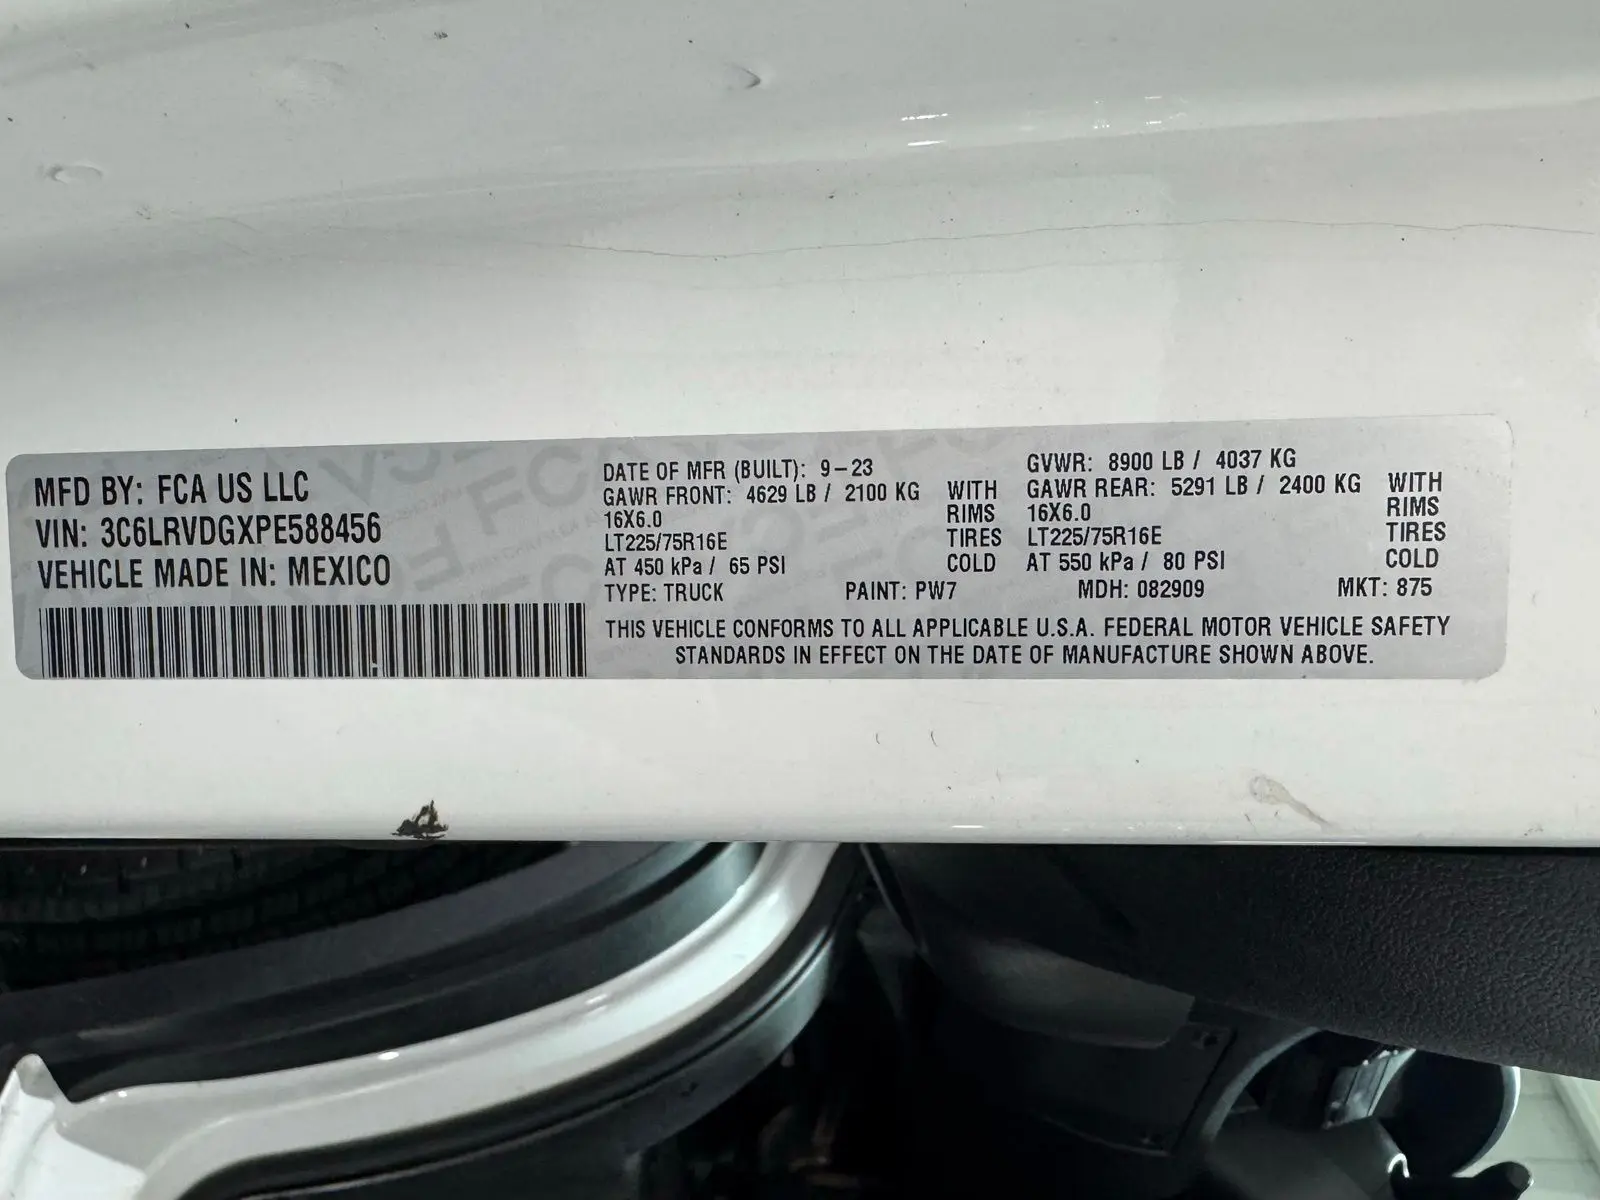 MFD BY: FCA US LLC
VIN: 3C6LRVDGXPE588456
VEHICLE MADE IN: MEXICO
DATE OF MFR (BUILT): 9-23
GAWR FRONT: 4629 LB / 2100 KG WITH
16X6.0 RIMS
LT225/75R16E TIRES
AT 450 kPa / 65 PSI COLD
GVWR: 8900 LB / 4037 KG
GAWR REAR: 5291 LB / 2400 KG WITH
16X6.0 RIMS
LT225/75R16E TIRES
AT 550 kPa / 80 PSI COLD
TYPE: TRUCK PAINT: PW7 MDH: 082909 MKT: 875
THIS VEHICLE CONFORMS TO ALL APPLICABLE U.S.A. FEDERAL MOTOR VEHICLE SAFETY
STANDARDS IN EFFECT ON THE DATE OF MANUFACTURE SHOWN ABOVE.